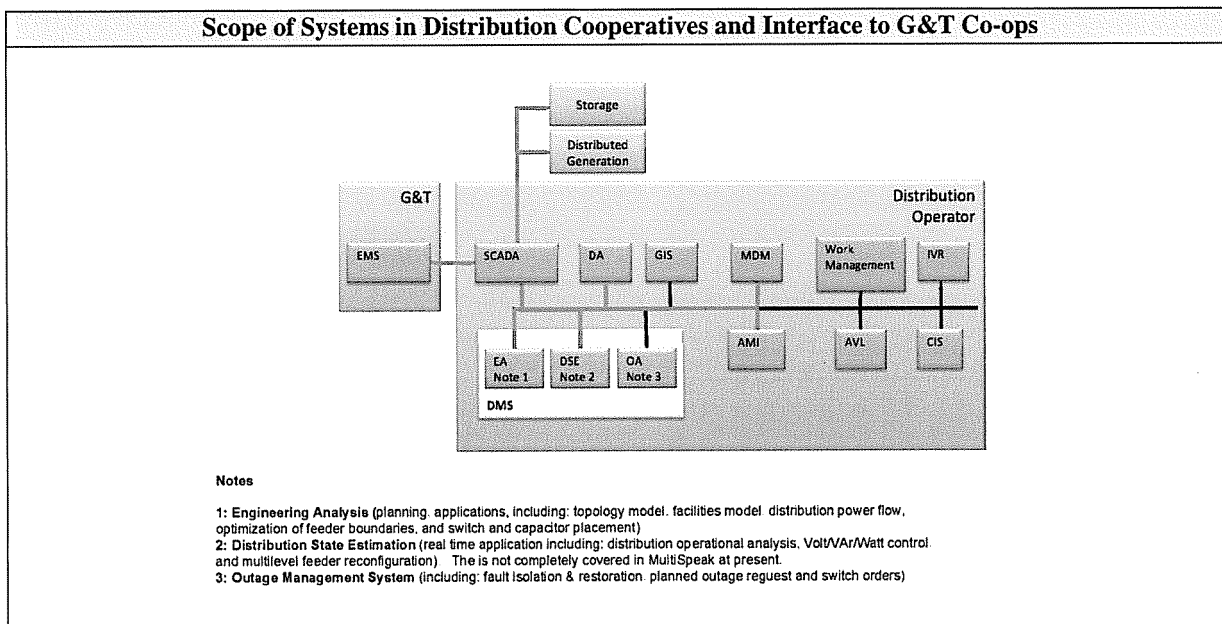 Scope of Systems in Distribution Cooperatives and Interface to G&T Co-ops
Storage
Distributed
Generation
G&T
Distribution
Operator
EMS
SCADA
DA
GIS
MDM
Work
Management
IVR
AMI
AVL
CIS
EA
Note 1
DSE
Note 2
OA
Note 3
DMS
Notes
1: Engineering Analysis (planning. applications, including: topology model. facilities model. distribution power flow,
optimization of feeder boundaries, and switch and capacitor placement)
2: Distribution State Estimation (real time application including: distribution operational analysis, Volt/VAr/Watt control.
and multilevel feeder reconfiguration). The is not completely covered in MultiSpeak at present.
3: Outage Management System (including: fault isolation & restoration. planned outage request and switch orders)